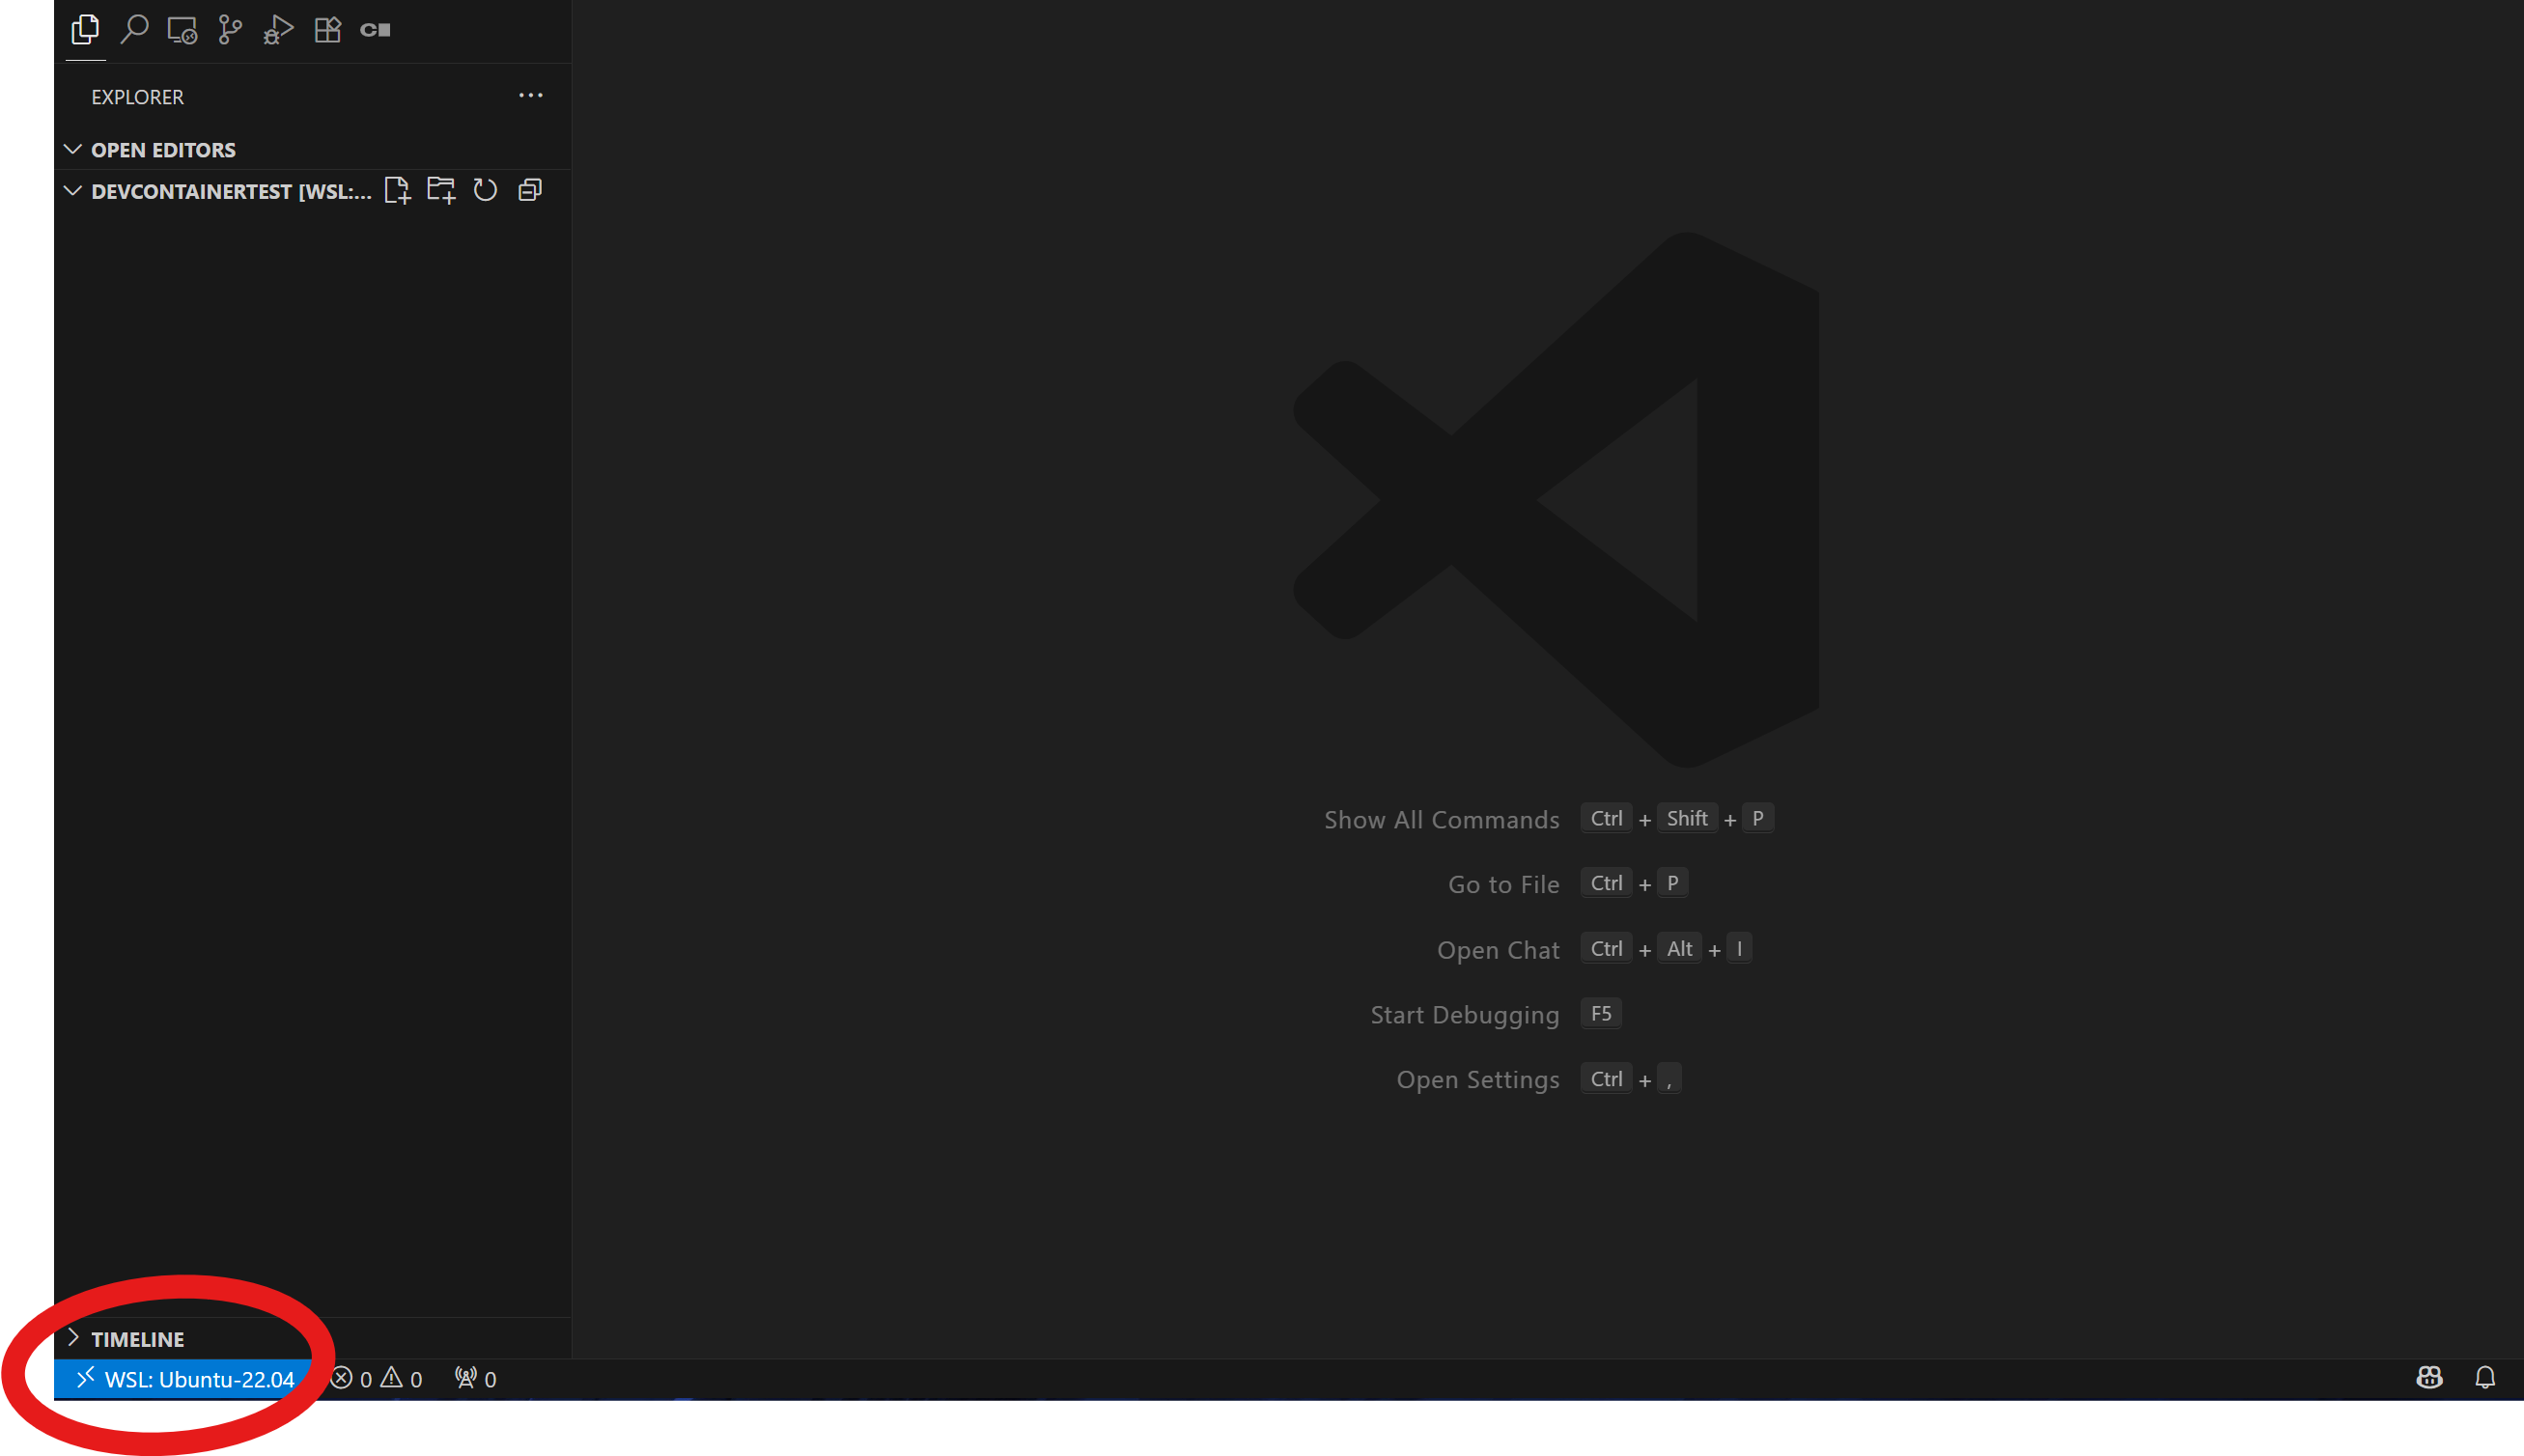 EXPLORER
OPEN EDITORS
DEVCONTAINERTEST [WSL:...
Show All Commands Ctrl + Shift + P
Go to File Ctrl + P
Open Chat Ctrl + Alt + I
Start Debugging F5
Open Settings Ctrl + ,
TIMELINE
WSL: Ubuntu-22.04 0 0 0